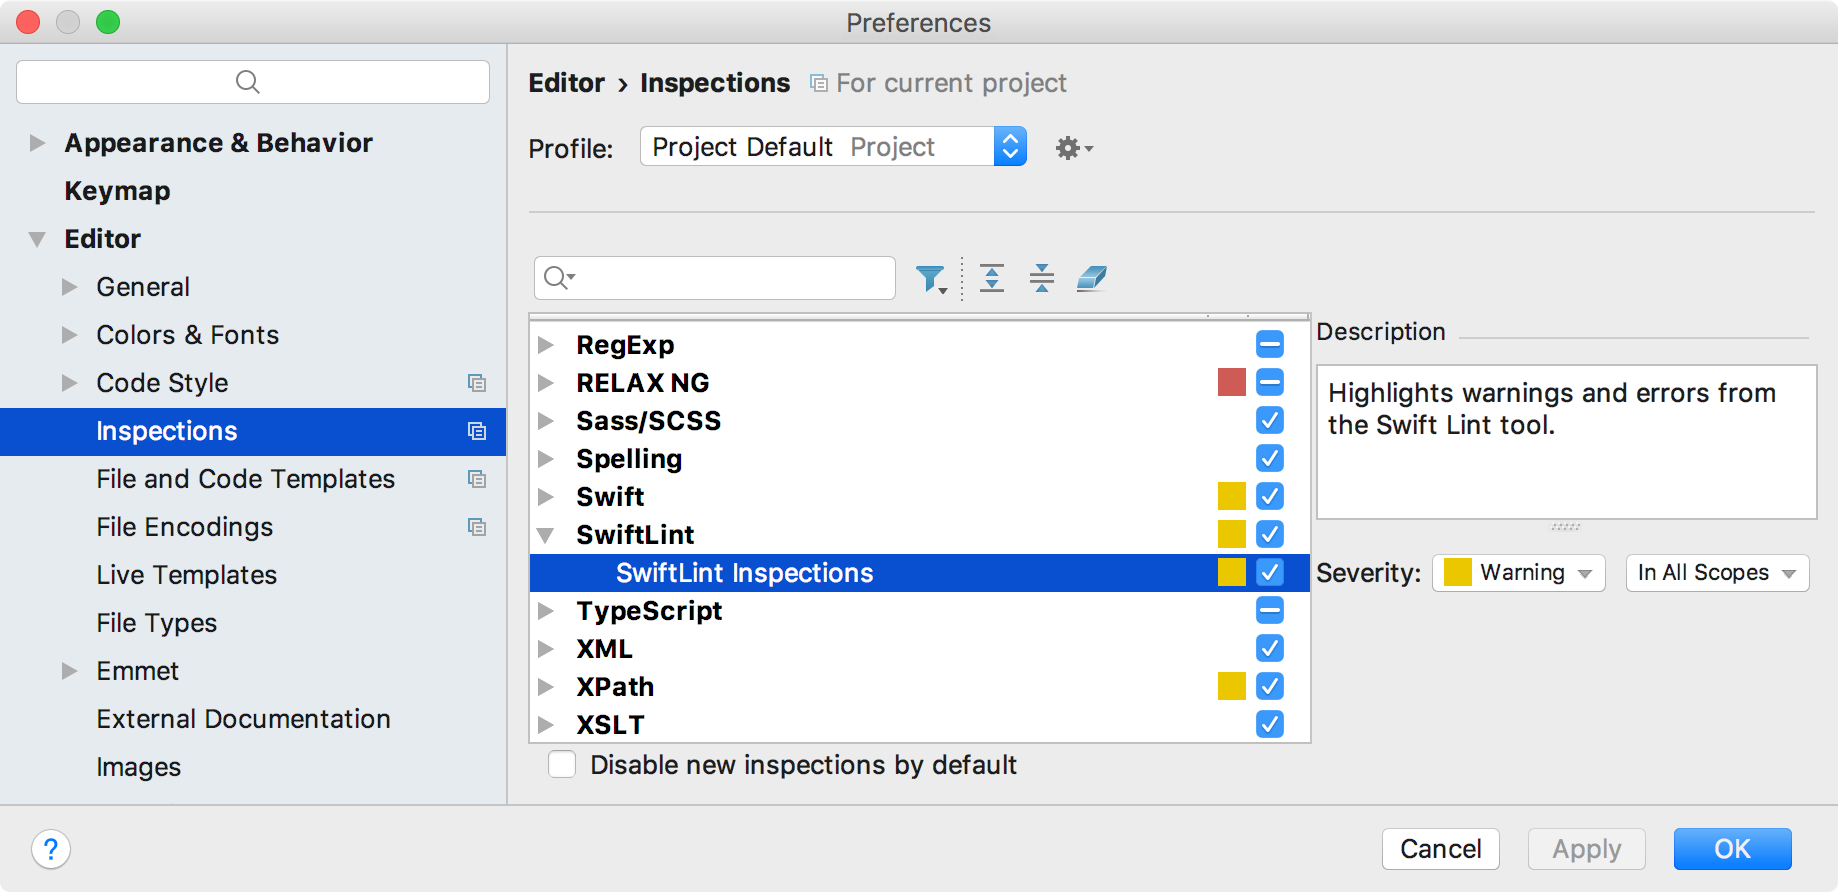 Preferences
Appearance & Behavior
Keymap
Editor
General
Colors & Fonts
Code Style
Inspections
File and Code Templates
File Encodings
Live Templates
File Types
Emmet
External Documentation
Images
Editor › Inspections For current project
Profile: Project Default Project
RegExp
RELAX NG
Sass/SCSS
Spelling
Swift
SwiftLint
SwiftLint Inspections
TypeScript
XML
XPath
XSLT
Disable new inspections by default
Description
Highlights warnings and errors from
the Swift Lint tool.
Severity: Warning In All Scopes
?
Cancel Apply OK